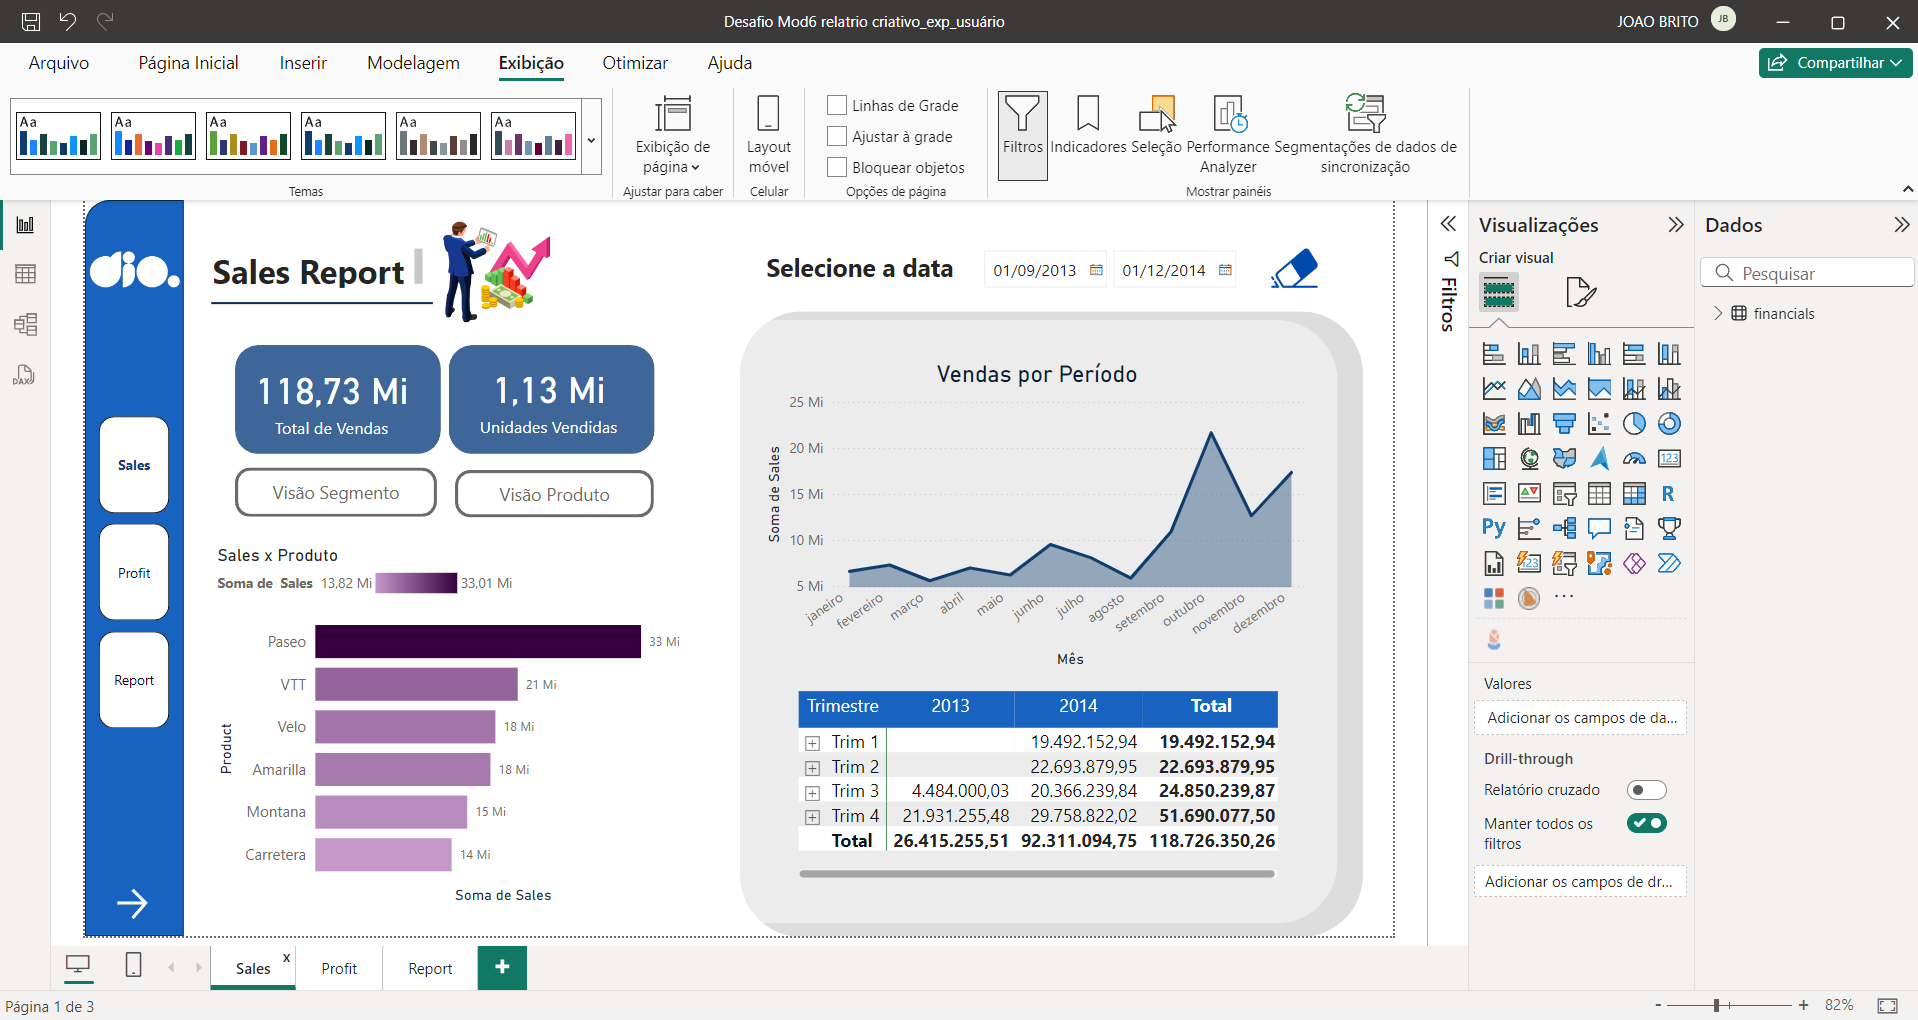 Desafio Mod6 relatrio criativo_exp_usuário
JOAO BRITO
JB
Arquivo
Página Inicial
Inserir
Modelagem
Exibição
Otimizar
Ajuda
Compartilhar
Aa
Aa
Aa
Aa
Aa
Aa
Temas
Exibição de
página
Ajustar para caber
Layout
móvel
Celular
Linhas de Grade
Ajustar à grade
Bloquear objetos
Opções de página
Filtros
Indicadores
Seleção
Performance
Analyzer
Segmentações de dados de
sincronização
Mostrar painéis
DAX
dio.
Sales
Profit
Report
Sales Report
118,73 Mi
Total de Vendas
1,13 Mi
Unidades Vendidas
Visão Segmento
Visão Produto
Sales x Produto
Soma de Sales 13,82 Mi 33,01 Mi
Product
Paseo 33 Mi
VTT 21 Mi
Velo 18 Mi
Amarilla 18 Mi
Montana 15 Mi
Carretera 14 Mi
Soma de Sales
Selecione a data
01/09/2013
01/12/2014
Vendas por Período
Soma de Sales
25 Mi
20 Mi
15 Mi
10 Mi
5 Mi
janeiro
fevereiro
março
abril
maio
junho
julho
agosto
setembro
outubro
novembro
dezembro
Mês
Trimestre 2013 2014 Total
Trim 1 19.492.152,94 19.492.152,94
Trim 2 22.693.879,95 22.693.879,95
Trim 3 4.484.000,03 20.366.239,84 24.850.239,87
Trim 4 21.931.255,48 29.758.822,02 51.690.077,50
Total 26.415.255,51 92.311.094,75 118.726.350,26
Filtros
Visualizações
Criar visual
123
R
Py
123
Valores
Adicionar os campos de da...
Drill-through
Relatório cruzado
Manter todos os
filtros
Adicionar os campos de dr...
Dados
Pesquisar
financials
Sales x
Profit
Report
+
Página 1 de 3
- + 82%